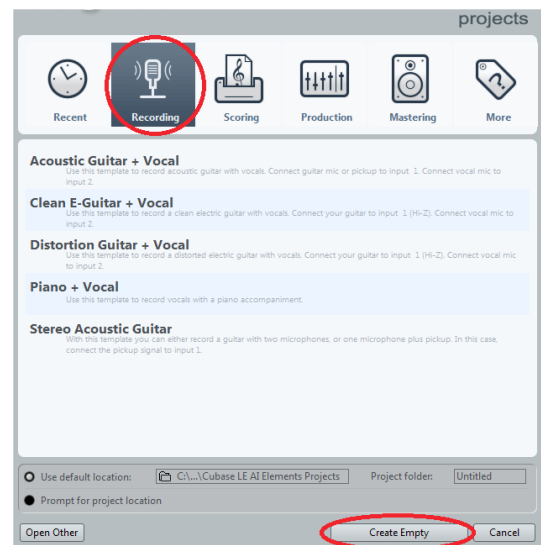 projects
Recent Recording Scoring Production Mastering More
Acoustic Guitar + Vocal
Use this template to record acoustic guitar with vocals. Connect guitar mic or pickup to input 1. Connect vocal mic to
input 2.
Clean E-Guitar + Vocal
Use this template to record a clean electric guitar with vocals. Connect your guitar to input 1 (Hi-Z). Connect vocal mic to
input 2.
Distortion Guitar + Vocal
Use this template to record a distorted electric guitar with vocals. Connect your guitar to input 1 (Hi-Z). Connect vocal mic
to input 2.
Piano + Vocal
Use this template to record vocals with a piano accompaniment.
Stereo Acoustic Guitar
With this template you can either record a guitar with two microphones, or one microphone plus pickup. In this case,
connect the pickup signal to input 1.
Use default location: C:\...\Cubase LE AI Elements Projects Project folder: Untitled
Prompt for project location
Open Other Create Empty Cancel